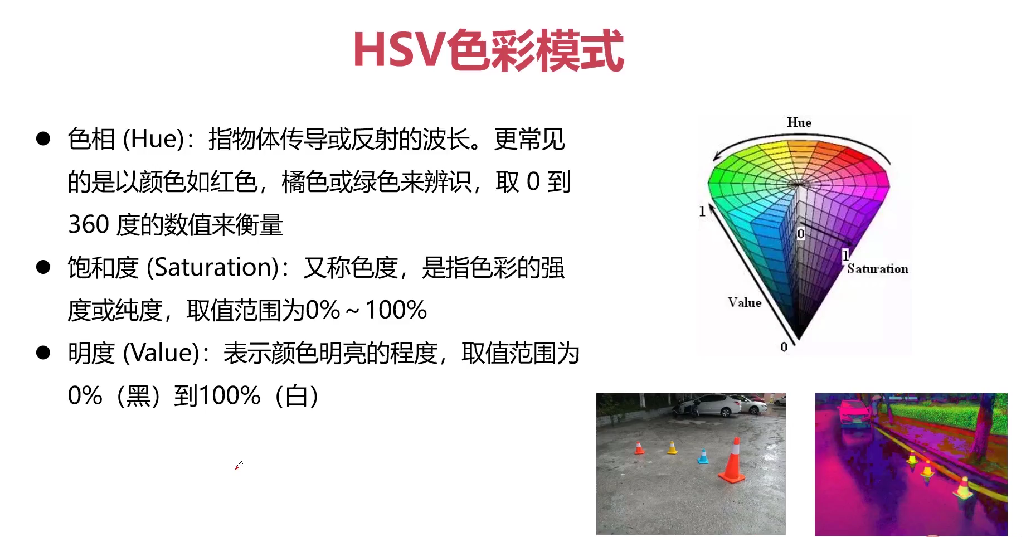 HSV色彩模式
● 色相 (Hue)：指物体传导或反射的波长。更常见
的是以颜色如红色，橘色或绿色来辨识，取 0 到
360 度的数值来衡量
● 饱和度 (Saturation)：又称色度，是指色彩的强
度或纯度，取值范围为0%～100%
● 明度 (Value)：表示颜色明亮的程度，取值范围为
0%（黑）到100%（白）
Hue
1
0
1
Saturation
Value
0